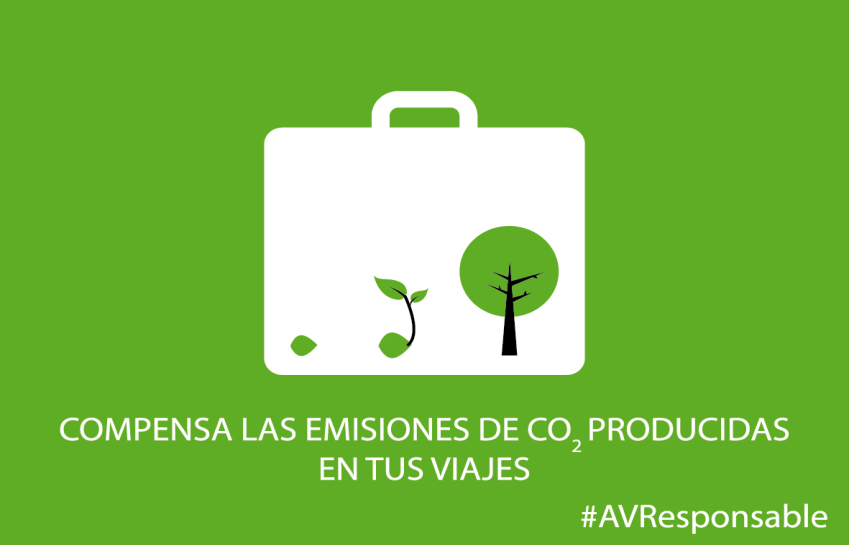 COMPENSA LAS EMISIONES DE CO₂ PRODUCIDAS
EN TUS VIAJES
#AVResponsable